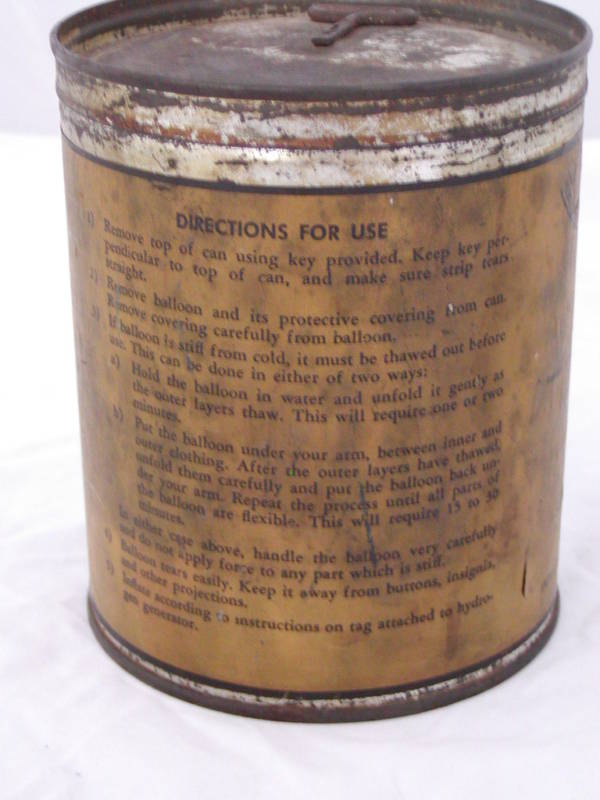 DIRECTIONS FOR USE
1) Remove top of can using key provided. Keep key per-
pendicular to top of can, and make sure strip tears
straight.
2) Remove balloon and its protective covering from can.
Remove covering carefully from balloon.
3) If balloon is stiff from cold, it must be thawed out before
use. This can be done in either of two ways:
a) Hold the balloon in water and unfold it gently as
the outer layers thaw. This will require one or two
minutes.
b) Put the balloon under your arm, between inner and
outer clothing. After the outer layers have thawed,
unfold them carefully and put the balloon back un-
der your arm. Repeat the process until all parts of
the balloon are flexible. This will require 15 to 30
minutes.
In either case above, handle the balloon very carefully
and do not apply force to any part which is stiff.
4) Balloon tears easily. Keep it away from buttons, insignia,
and other projections.
5) Inflate according to instructions on tag attached to hydro-
gen generator.